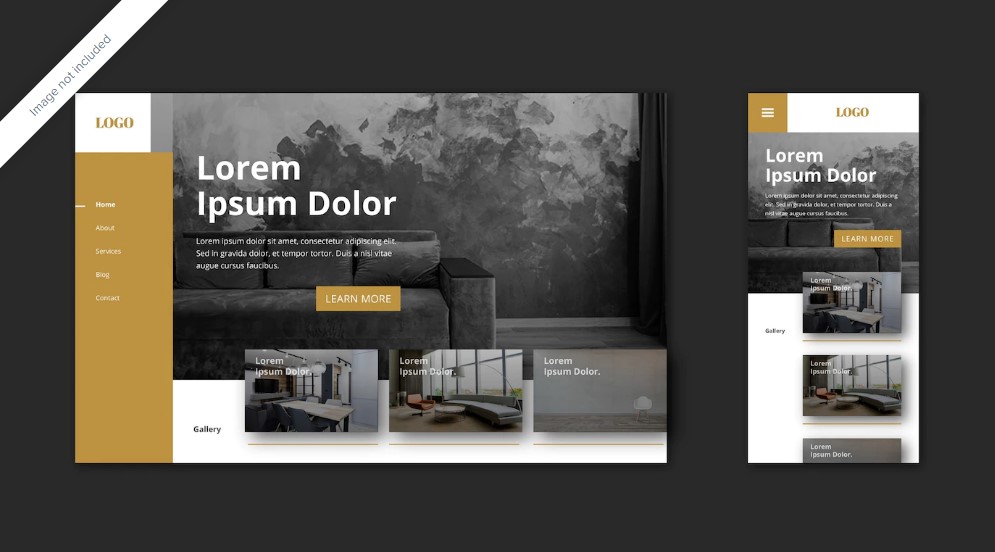 Image not included
LOGO
Home
About
Services
Blog
Contact
Lorem
Ipsum Dolor
Lorem ipsum dolor sit amet, consectetur adipiscing elit.
Sed in gravida dolor, et tempor tortor. Duis a nisl vitae
augue cursus faucibus.
LEARN MORE
Gallery
Lorem
Ipsum Dolor.
Lorem
Ipsum Dolor.
Lorem
Ipsum Dolor.
LOGO
Lorem
Ipsum Dolor
Lorem ipsum dolor sit amet, consectetur adipiscing
elit. Sed in gravida dolor, et tempor tortor. Duis a
nisl vitae augue cursus faucibus.
LEARN MORE
Gallery
Lorem
Ipsum Dolor.
Lorem
Ipsum Dolor.
Lorem
Ipsum Dolor.